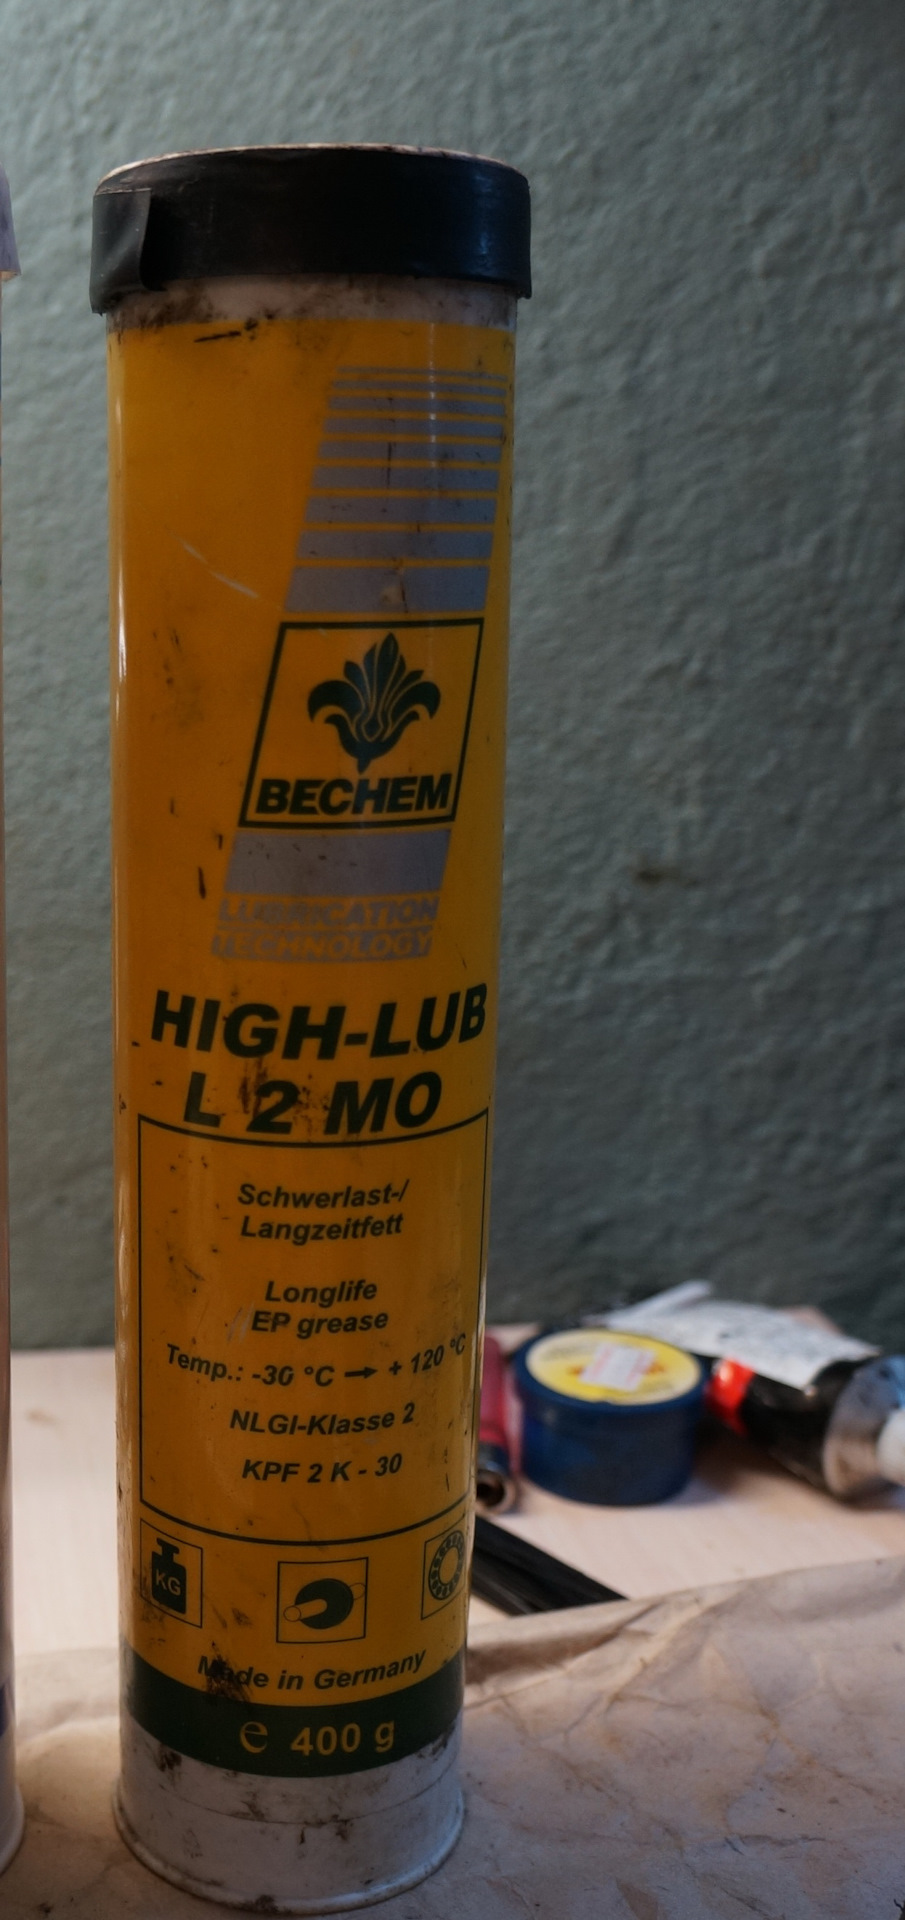 BECHEM
LUBRICATION
TECHNOLOGY
HIGH-LUB
L 2 MO
Schwerlast-/
Langzeitfett
Longlife
EP grease
Temp.: -30 °C → + 120 °C
NLGI-Klasse 2
KPF 2 K - 30
KG
Made in Germany
e 400 g